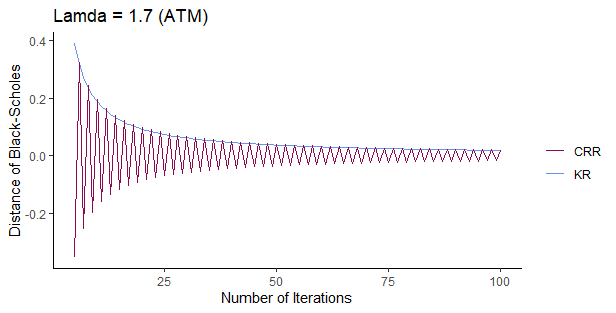 Lamda = 1.7 (ATM)
0.4
0.2
0.0
-0.2
Distance of Black-Scholes
25
50
75
100
Number of Iterations
CRR
KR